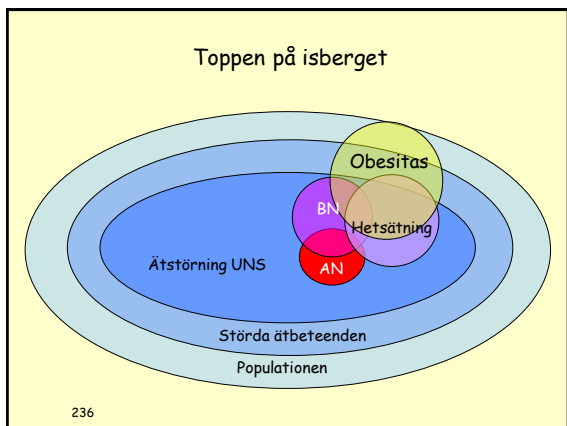 Toppen på isberget
Obesitas
BN
Hetsätning
Ätstörning UNS
AN
Störda ätbeteenden
Populationen
236